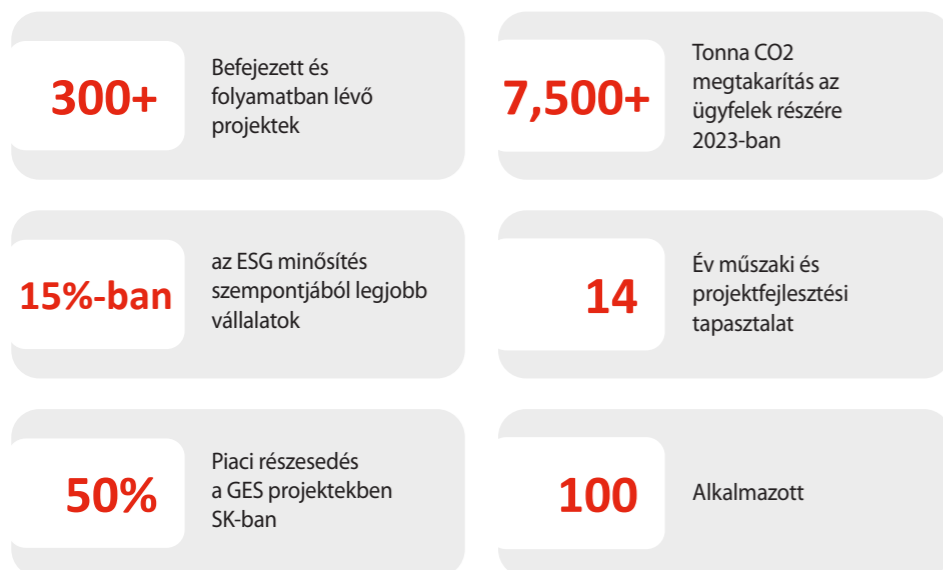 300+
Befejezett és
folyamatban lévő
projektek
7,500+
Tonna CO2
megtakarítás az
ügyfelek részére
2023-ban
15%-ban
az ESG minősítés
szempontjából legjobb
vállalatok
14
Év műszaki és
projektfejlesztési
tapasztalat
50%
Piaci részesedés
a GES projektekben
SK-ban
100
Alkalmazott